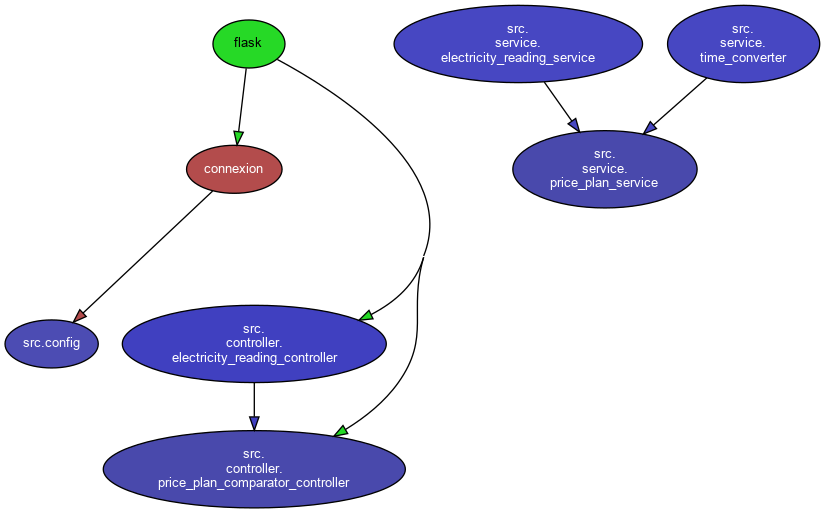 flask
src.
service.
electricity_reading_service
src.
service.
time_converter
connexion
src.
service.
price_plan_service
src.config
src.
controller.
electricity_reading_controller
src.
controller.
price_plan_comparator_controller